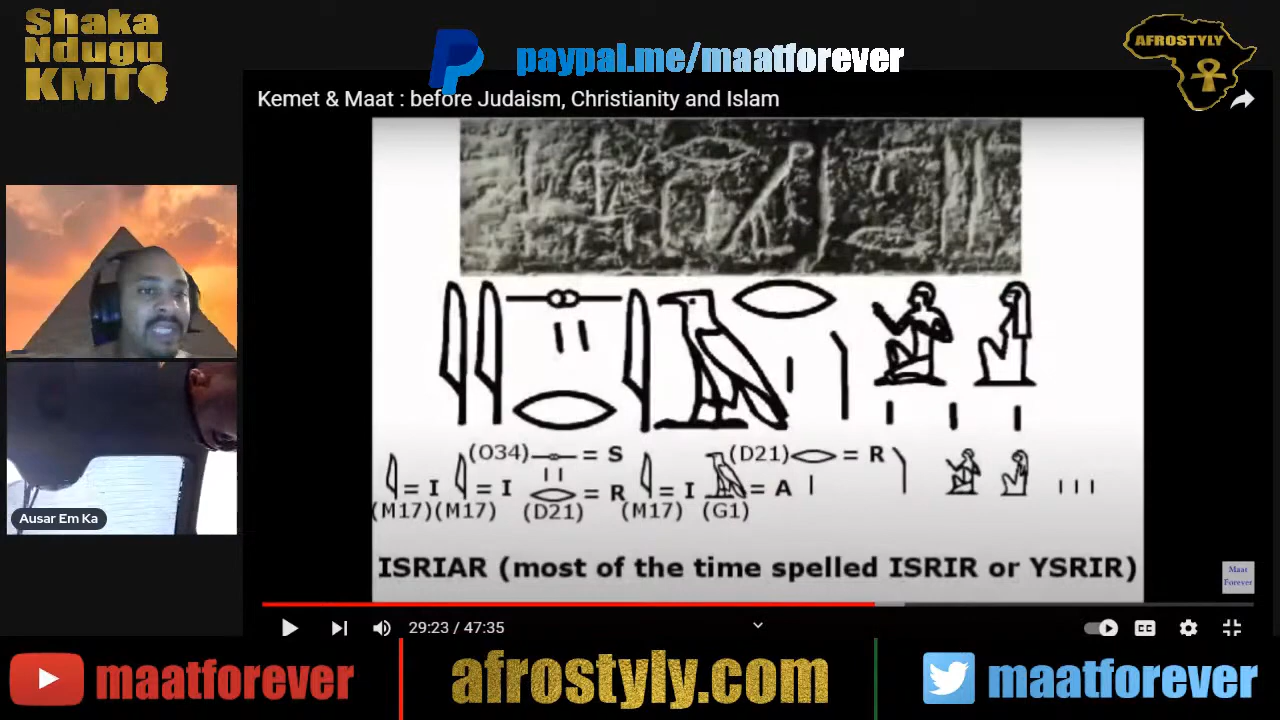 Shaka
Ndugu
KMT
paypal.me/maatforever
AFROSTYLY
Kemet & Maat : before Judaism, Christianity and Islam
(O34) = S
(D21) = R
= I = I = R = I = A
(M17)(M17) (D21) (M17) (G1)
ISRIAR (most of the time spelled ISRIR or YSRIR)
Ausar Em Ka
Maat
Forever
29:23 / 47:35
CC
maatforever
afrostyly.com
maatforever